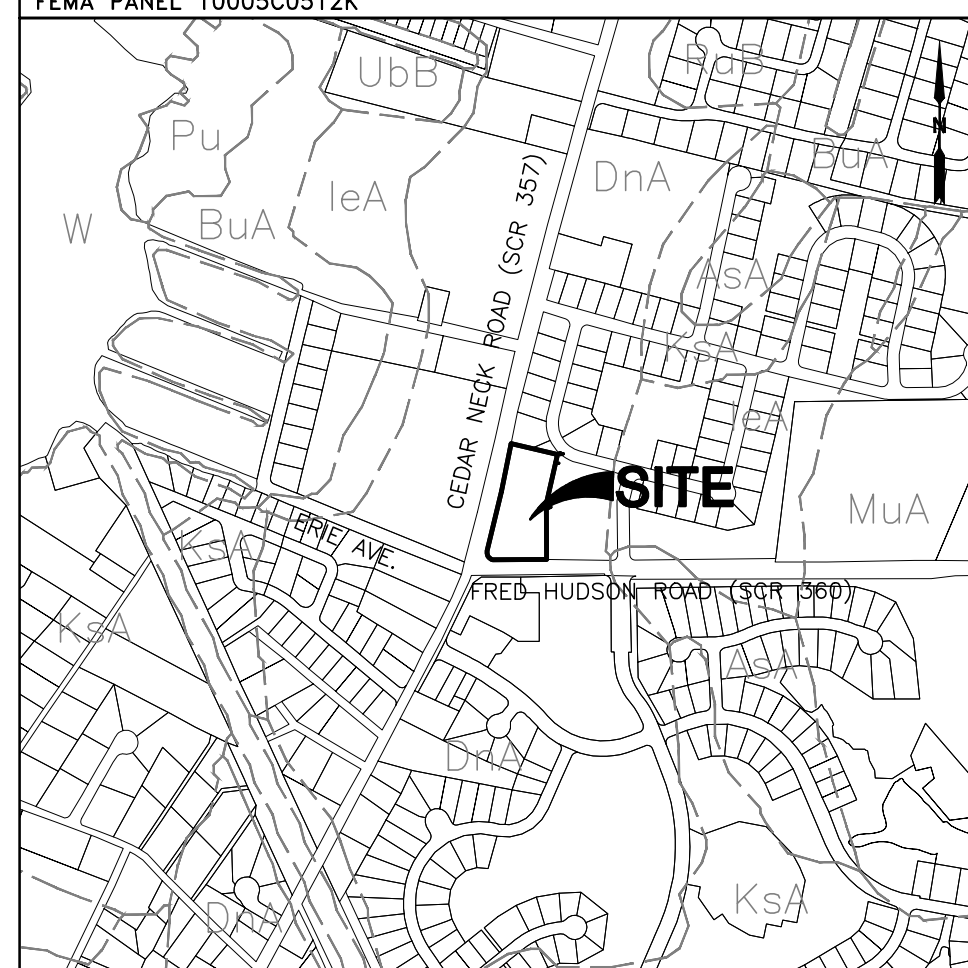 FEMA PANEL 10005C0512K
UbB
RuB
N
Pu
BuA
DnA
IeA
W
BuA
CEDAR NECK ROAD (SCR 357)
AsA
KsA
IeA
SITE
MuA
ERIE AVE.
KsA
FRED HUDSON ROAD (SCR 360)
KsA
AsA
DnA
KsA
DnA